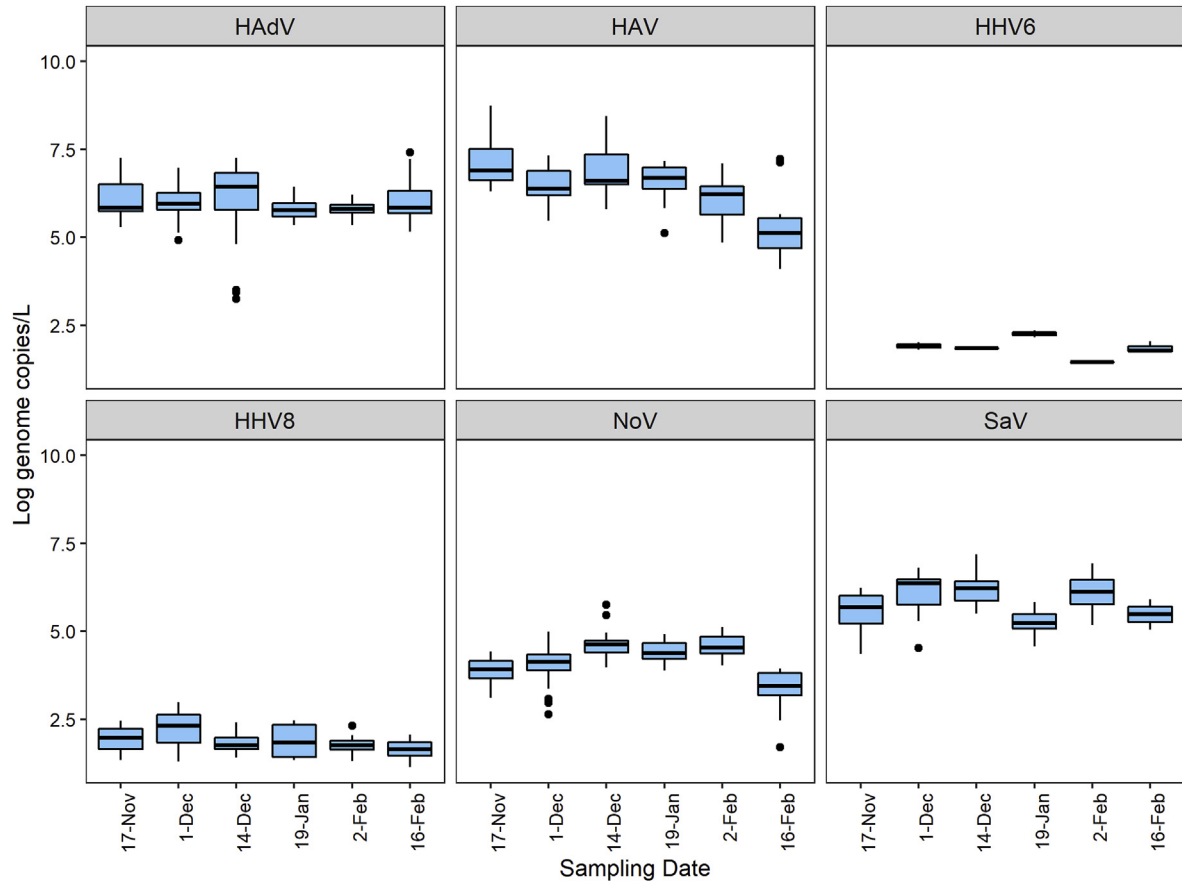 HAdV
HAV
HHV6
10.0
7.5
5.0
2.5
HHV8
NoV
SaV
10.0
7.5
5.0
2.5
Log genome copies/L
17-Nov
1-Dec
14-Dec
19-Jan
2-Feb
16-Feb
17-Nov
1-Dec
14-Dec
19-Jan
2-Feb
16-Feb
17-Nov
1-Dec
14-Dec
19-Jan
2-Feb
16-Feb
Sampling Date